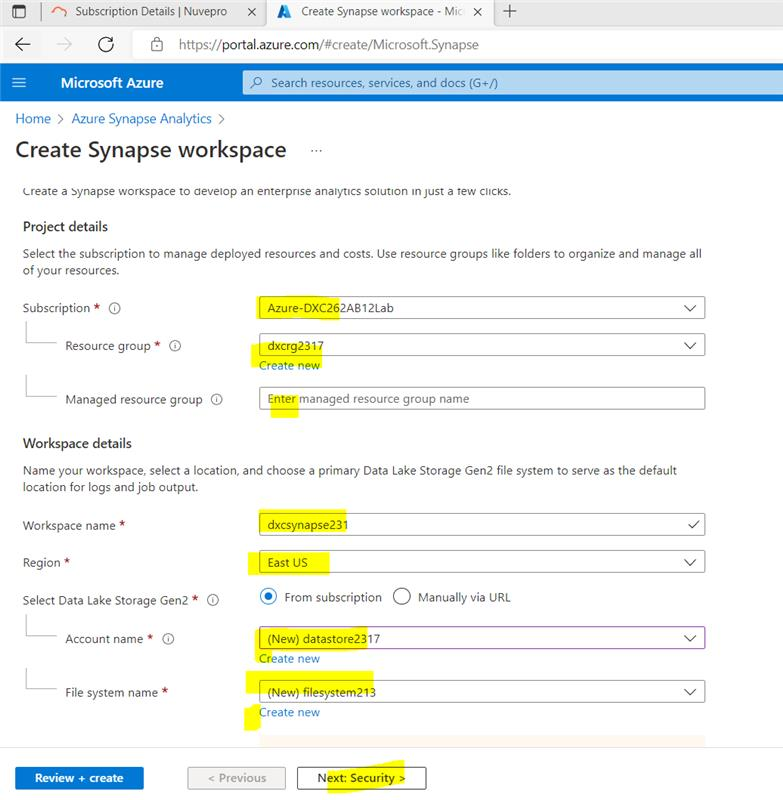 Subscription Details | Nuvepro
Create Synapse workspace - Mic
https://portal.azure.com/#create/Microsoft.Synapse
Microsoft Azure
Search resources, services, and docs (G+/)
Home > Azure Synapse Analytics >
Create Synapse workspace ...
Create a Synapse workspace to develop an enterprise analytics solution in just a few clicks.
Project details
Select the subscription to manage deployed resources and costs. Use resource groups like folders to organize and manage all
of your resources.
Subscription *
Azure-DXC262AB12Lab
Resource group *
dxcrg2317
Create new
Managed resource group
Enter managed resource group name
Workspace details
Name your workspace, select a location, and choose a primary Data Lake Storage Gen2 file system to serve as the default
location for logs and job output.
Workspace name *
dxcsynapse231
Region *
East US
Select Data Lake Storage Gen2 *
From subscription
Manually via URL
Account name *
(New) datastore2317
Create new
File system name *
(New) filesystem213
Create new
Review + create
< Previous
Next: Security >